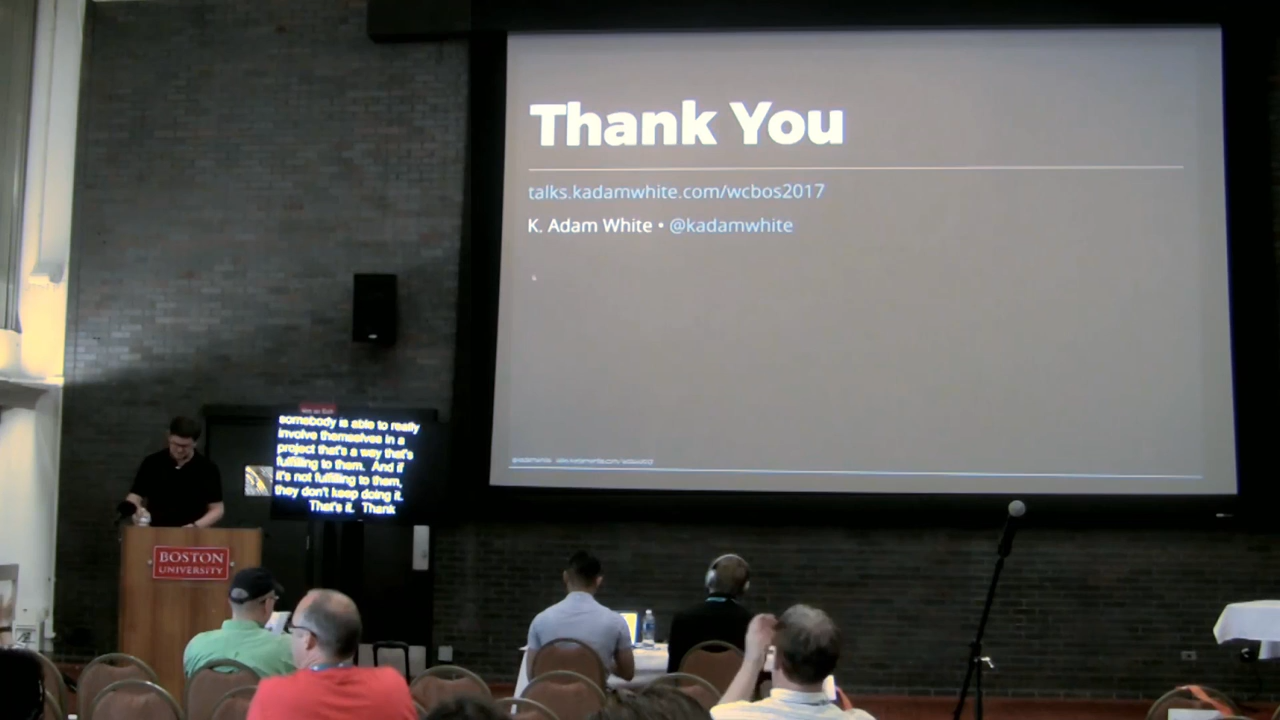 Thank You
talks.kadamwhite.com/wcbos2017
K. Adam White • @kadamwhite
somebody is able to really
involve themselves in a
project that's a way that's
fulfilling to them. And if
it's not fulfilling to them,
they don't keep doing it.
That's it. Thank
BOSTON
UNIVERSITY